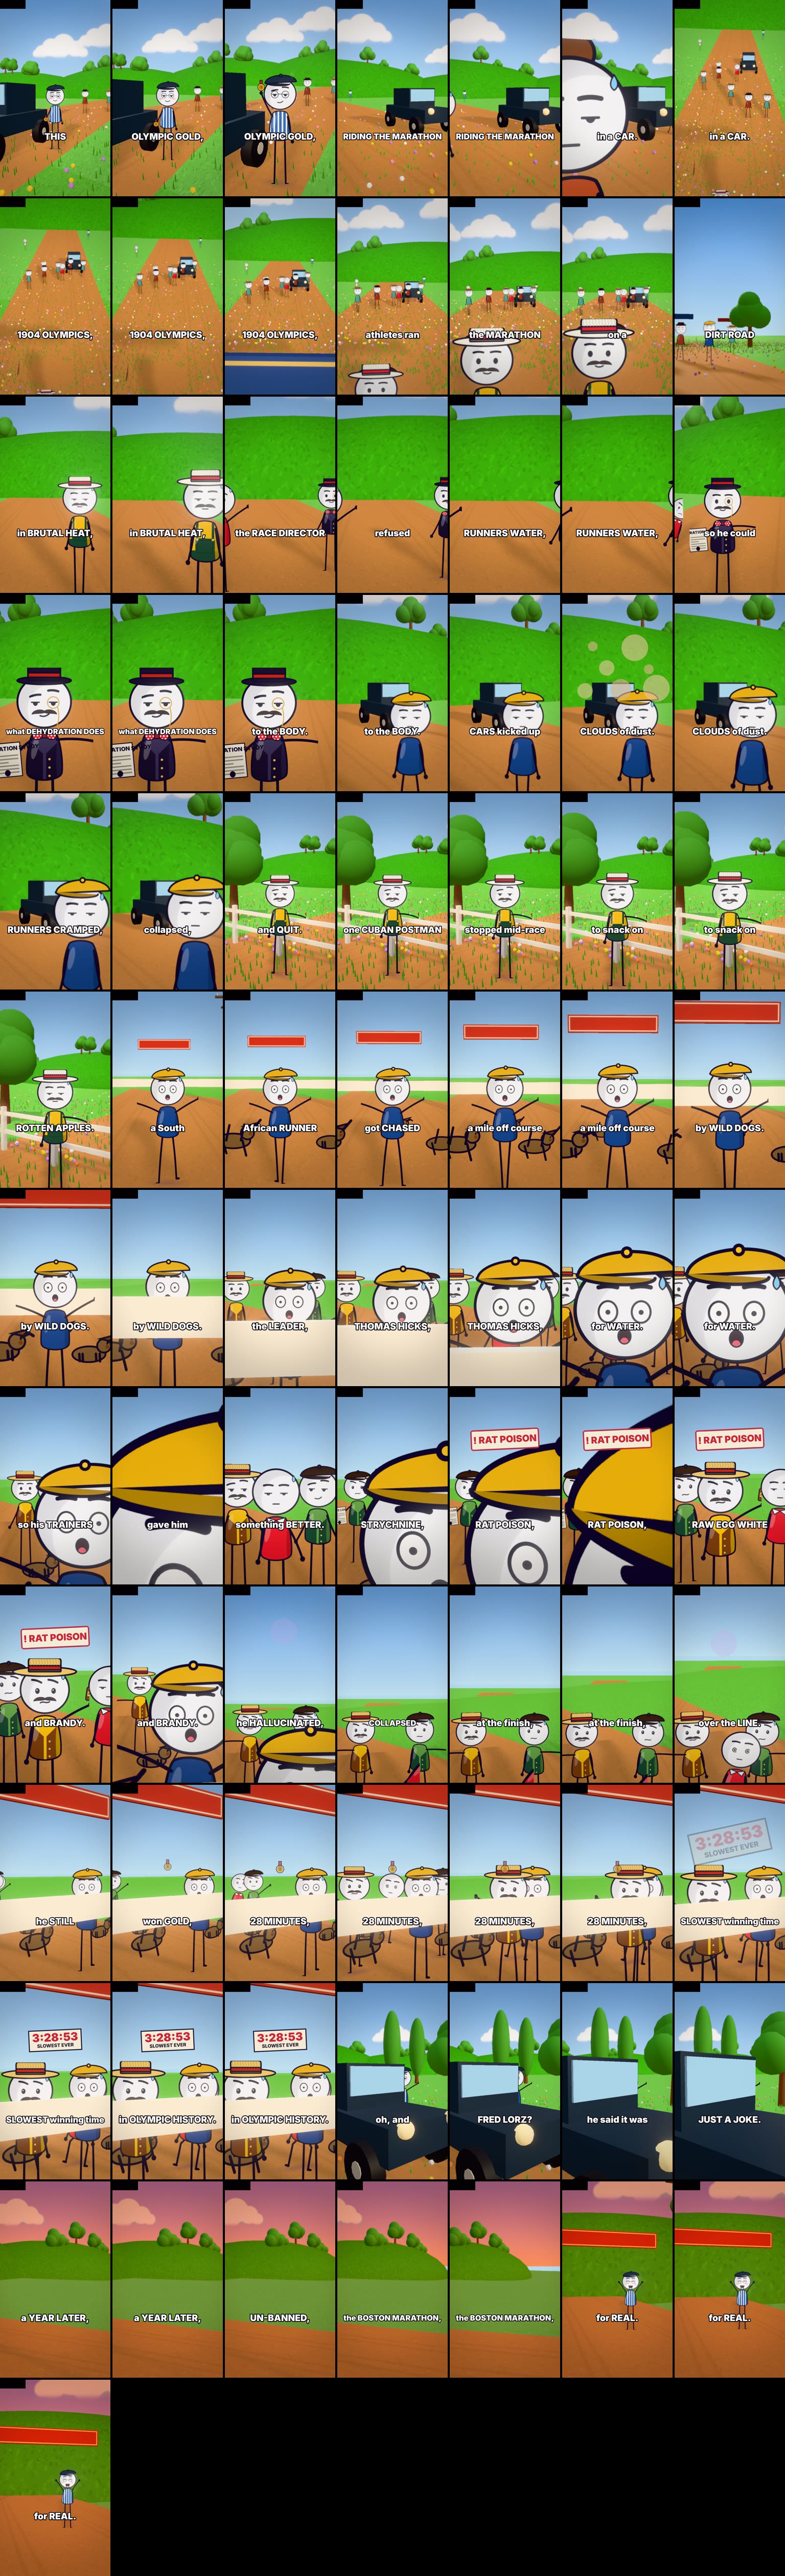 THIS
OLYMPIC GOLD,
OLYMPIC GOLD,
RIDING THE MARATHON
RIDING THE MARATHON
in a CAR.
in a CAR.
1904 OLYMPICS,
1904 OLYMPICS,
1904 OLYMPICS,
athletes ran
the MARATHON
on a
DIRT ROAD
in BRUTAL HEAT,
in BRUTAL HEAT,
the RACE DIRECTOR
refused
RUNNERS WATER,
RUNNERS WATER,
so he could
what DEHYDRATION DOES
what DEHYDRATION DOES
to the BODY.
to the BODY.
CARS kicked up
CLOUDS of dust.
CLOUDS of dust.
RUNNERS CRAMPED,
collapsed,
and QUIT.
one CUBAN POSTMAN
stopped mid-race
to snack on
to snack on
ROTTEN APPLES.
a South
African RUNNER
got CHASED
a mile off course
a mile off course
by WILD DOGS.
by WILD DOGS.
by WILD DOGS.
the LEADER,
THOMAS HICKS,
THOMAS HICKS,
for WATER.
for WATER.
so his TRAINERS
gave him
something BETTER.
STRYCHNINE,
! RAT POISON
RAT POISON,
! RAT POISON
RAT POISON,
! RAT POISON
RAW EGG WHITE
! RAT POISON
and BRANDY.
and BRANDY.
he HALLUCINATED,
COLLAPSED
at the finish,
at the finish,
over the LINE.
he STILL
won GOLD,
28 MINUTES,
28 MINUTES,
28 MINUTES,
28 MINUTES,
3:28:53
SLOWEST EVER
SLOWEST winning time
3:28:53
SLOWEST EVER
SLOWEST winning time
3:28:53
SLOWEST EVER
in OLYMPIC HISTORY.
3:28:53
SLOWEST EVER
in OLYMPIC HISTORY.
oh, and
FRED LORZ?
he said it was
JUST A JOKE.
a YEAR LATER,
a YEAR LATER,
UN-BANNED,
the BOSTON MARATHON,
the BOSTON MARATHON,
for REAL.
for REAL.
for REAL.